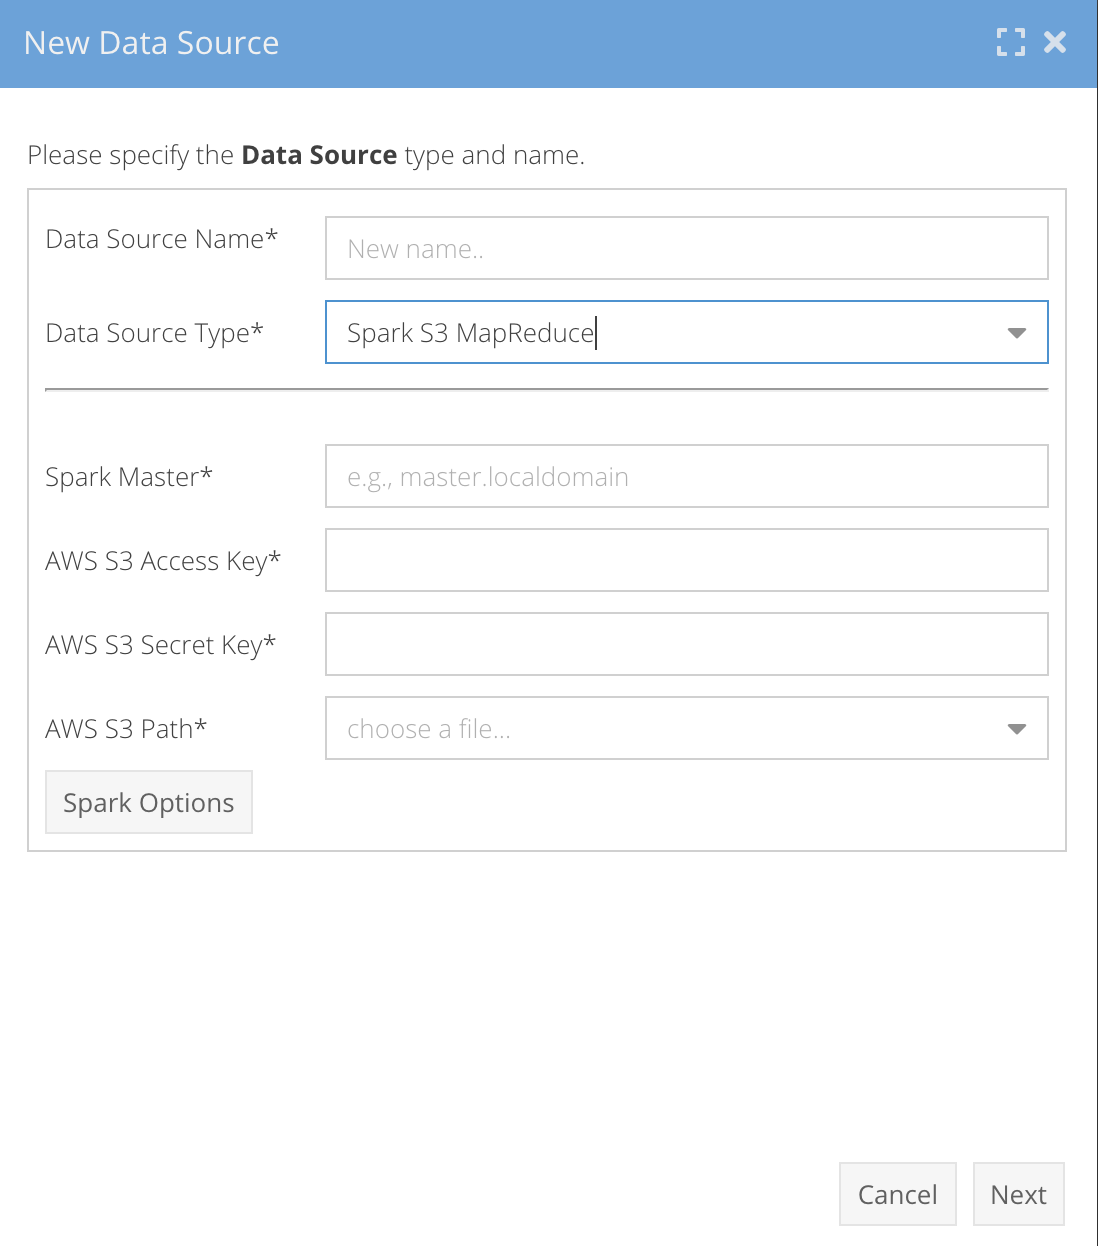 New Data Source
Please specify the Data Source type and name.
Data Source Name*
New name..
Data Source Type*
Spark S3 MapReduce
Spark Master*
e.g., master.localdomain
AWS S3 Access Key*
AWS S3 Secret Key*
AWS S3 Path*
choose a file...
Spark Options
Cancel
Next